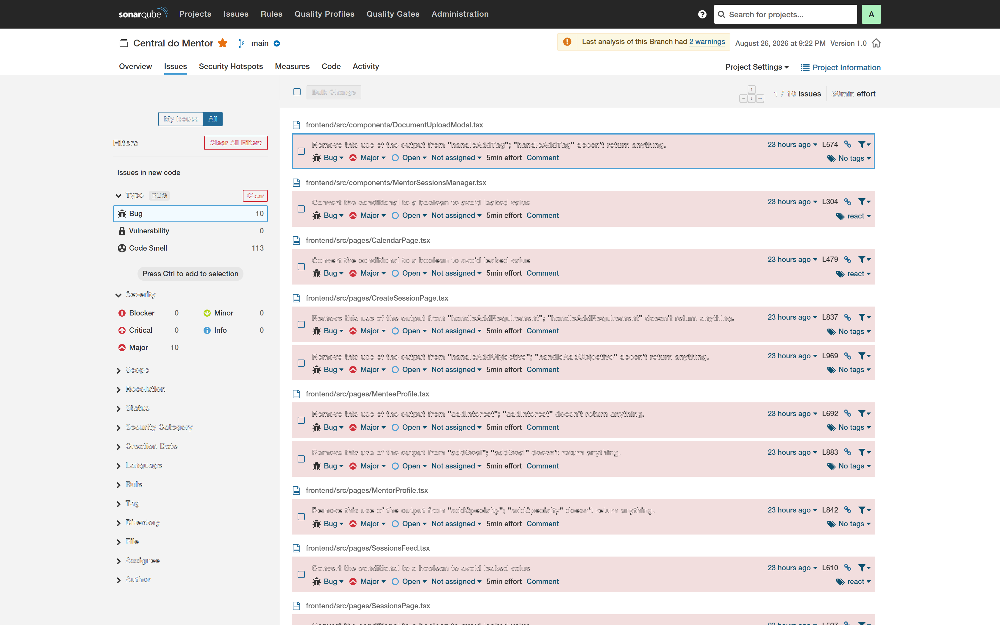 sonarqube Projects Issues Rules Quality Profiles Quality Gates Administration Search for projects... A
Central do Mentor main Last analysis of this Branch had 2 warnings August 26, 2026 at 9:22 PM Version 1.0
Overview Issues Security Hotspots Measures Code Activity Project Settings Project Information
Bulk Change 1 / 10 issues 50min effort
My Issues All
Filters Clear All Filters
Issues in new code
Type BUG Clear
Bug 10
Vulnerability 0
Code Smell 113
Press Ctrl to add to selection
Severity
Blocker 0 Minor 0
Critical 0 Info 0
Major 10
Scope
Resolution
Status
Security Category
Creation Date
Language
Rule
Tag
Directory
File
Assignee
Author
frontend/src/components/DocumentUploadModal.tsx
Remove this use of the output from "handleAddTag"; "handleAddTag" doesn't return anything. 23 hours ago L574
Bug Major Open Not assigned 5min effort Comment No tags
frontend/src/components/MentorSessionsManager.tsx
Convert the conditional to a boolean to avoid leaked value 23 hours ago L304
Bug Major Open Not assigned 5min effort Comment react
frontend/src/pages/CalendarPage.tsx
Convert the conditional to a boolean to avoid leaked value 23 hours ago L479
Bug Major Open Not assigned 5min effort Comment react
frontend/src/pages/CreateSessionPage.tsx
Remove this use of the output from "handleAddRequirement"; "handleAddRequirement" doesn't return anything. 23 hours ago L837
Bug Major Open Not assigned 5min effort Comment No tags
Remove this use of the output from "handleAddObjective"; "handleAddObjective" doesn't return anything. 23 hours ago L969
Bug Major Open Not assigned 5min effort Comment No tags
frontend/src/pages/MenteeProfile.tsx
Remove this use of the output from "addInterest"; "addInterest" doesn't return anything. 23 hours ago L692
Bug Major Open Not assigned 5min effort Comment No tags
Remove this use of the output from "addGoal"; "addGoal" doesn't return anything. 23 hours ago L883
Bug Major Open Not assigned 5min effort Comment No tags
frontend/src/pages/MentorProfile.tsx
Remove this use of the output from "addSpecialty"; "addSpecialty" doesn't return anything. 23 hours ago L842
Bug Major Open Not assigned 5min effort Comment No tags
frontend/src/pages/SessionsFeed.tsx
Convert the conditional to a boolean to avoid leaked value 23 hours ago L610
Bug Major Open Not assigned 5min effort Comment react
frontend/src/pages/SessionsPage.tsx
Convert the conditional to a boolean to avoid leaked value 23 hours ago L597